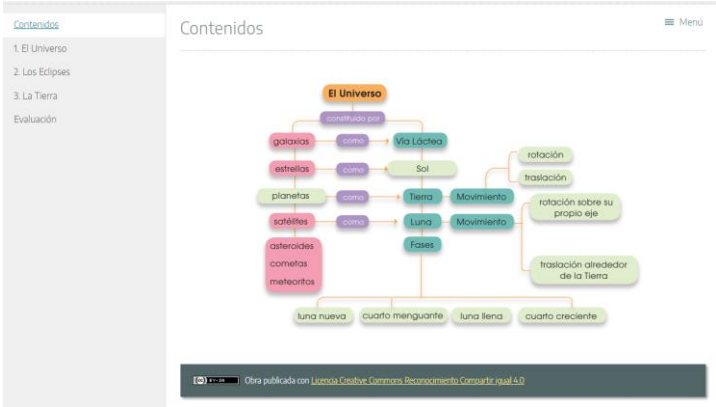 Contenidos
1. El Universo
2. Los Eclipses
3. La Tierra
Evaluación
Contenidos
Menú
El Universo
constituido por
galaxias como Vía Láctea
estrellas como Sol
planetas como Tierra Movimiento
rotación
traslación
satélites como Luna Movimiento
rotación sobre su
propio eje
traslación alrededor
de la Tierra
asteroides
cometas
meteoritos
Fases
luna nueva cuarto menguante luna llena cuarto creciente
Obra publicada con Licencia Creative Commons Reconocimiento Compartir igual 4.0